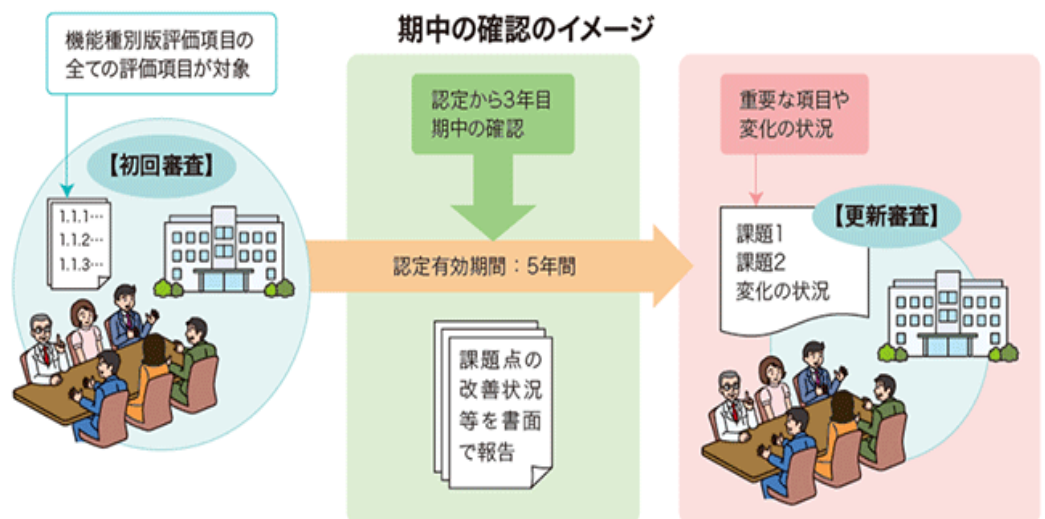 期中の確認のイメージ
機能種別版評価項目の
全ての評価項目が対象
【初回審査】
1.1.1…
1.1.2…
1.1.3…
認定から3年目
期中の確認
認定有効期間：5年間
課題点の
改善状況
等を書面
で報告
重要な項目や
変化の状況
【更新審査】
課題1
課題2
変化の状況